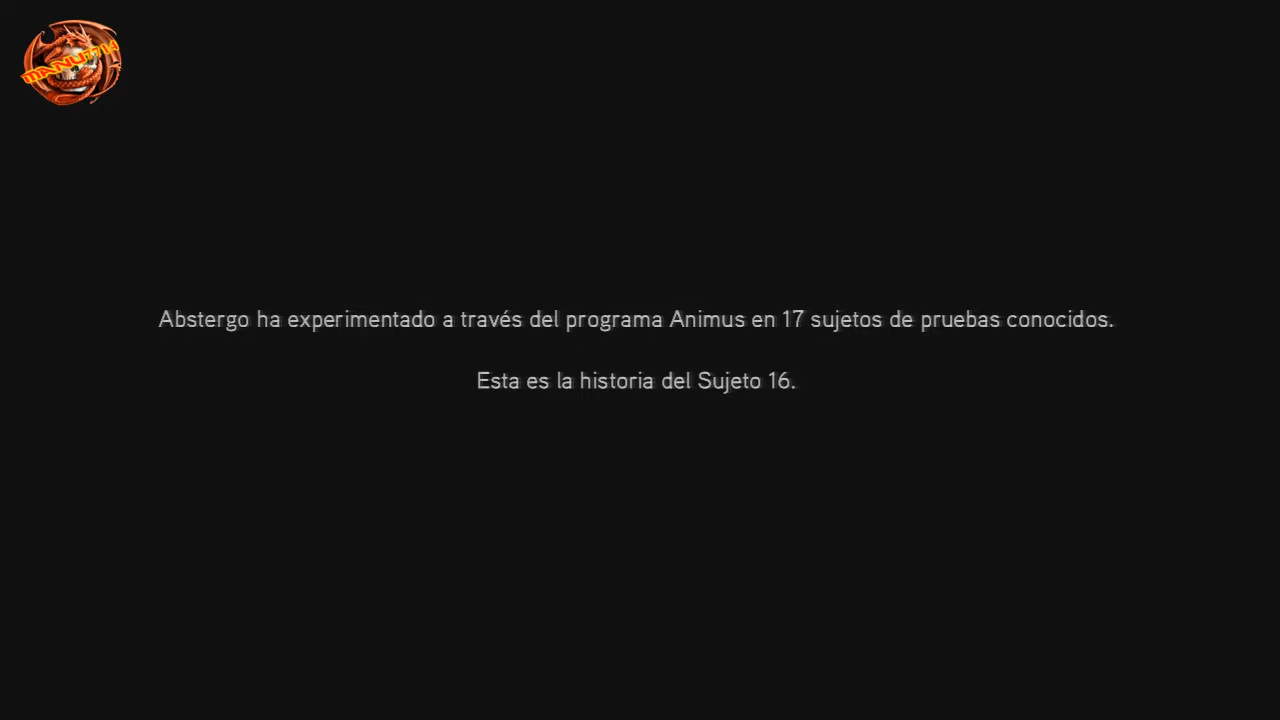 MANU7714
Abstergo ha experimentado a través del programa Animus en 17 sujetos de pruebas conocidos.
Esta es la historia del Sujeto 16.